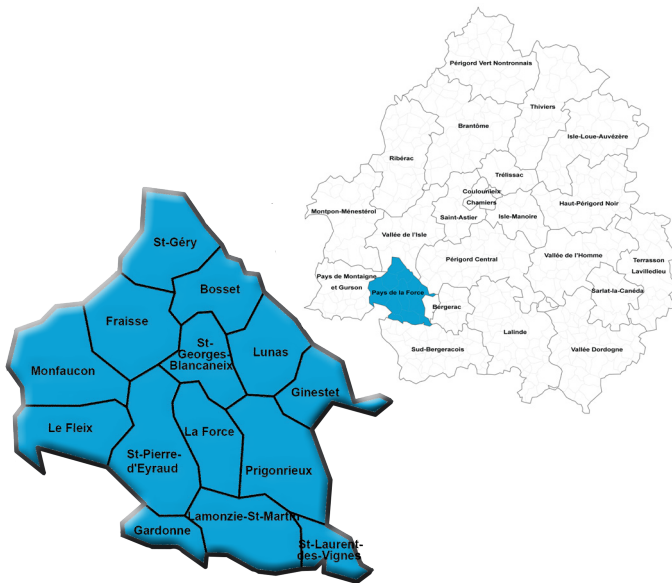 Périgord Vert Nontronnais
Thiviers
Brantôme
Isle-Loue-Auvézère
Ribérac
Trélissac
Coulounieix
Chamiers
Haut-Périgord Noir
Montpon-Ménestérol
Saint-Astier
Isle-Manoire
Vallée de l'Isle
Périgord Central
Vallée de l'Homme
Terrasson
Lavilledieu
Pays de Montaigne
et Gurson
Pays de la Force
Sarlat-la-Canéda
Bergerac
Lalinde
Sud-Bergeracois
Vallée Dordogne
St-Géry
Bosset
Fraisse
St-
Georges-
Blancaneix
Lunas
Monfaucon
Ginestet
Le Fleix
La Force
St-Pierre-
d'Eyraud
Prigonrieux
Lamonzie-St-Martin
Gardonne
St-Laurent-
des-Vignes